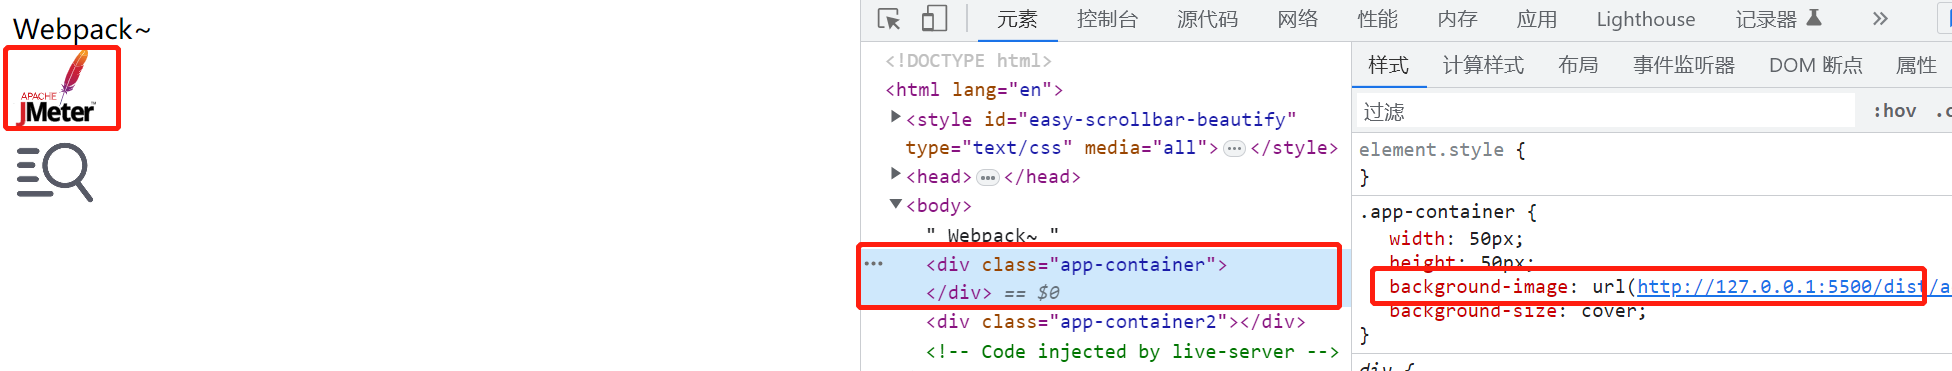 Webpack~
APACHE
JMeter™
元素 控制台 源代码 网络 性能 内存 应用 Lighthouse 记录器
<!DOCTYPE html>
<html lang="en">
<style id="easy-scrollbar-beautify"
type="text/css" media="all"> … </style>
<head> … </head>
<body>
" Webpack~ "
<div class="app-container">
</div> == $0
<div class="app-container2"></div>
<!-- Code injected by live-server -->
样式 计算样式 布局 事件监听器 DOM 断点 属性
过滤 :hov .c
element.style {
}
.app-container {
width: 50px;
height: 50px;
background-image: url(http://127.0.0.1:5500/dist/a
background-size: cover;
}
div {